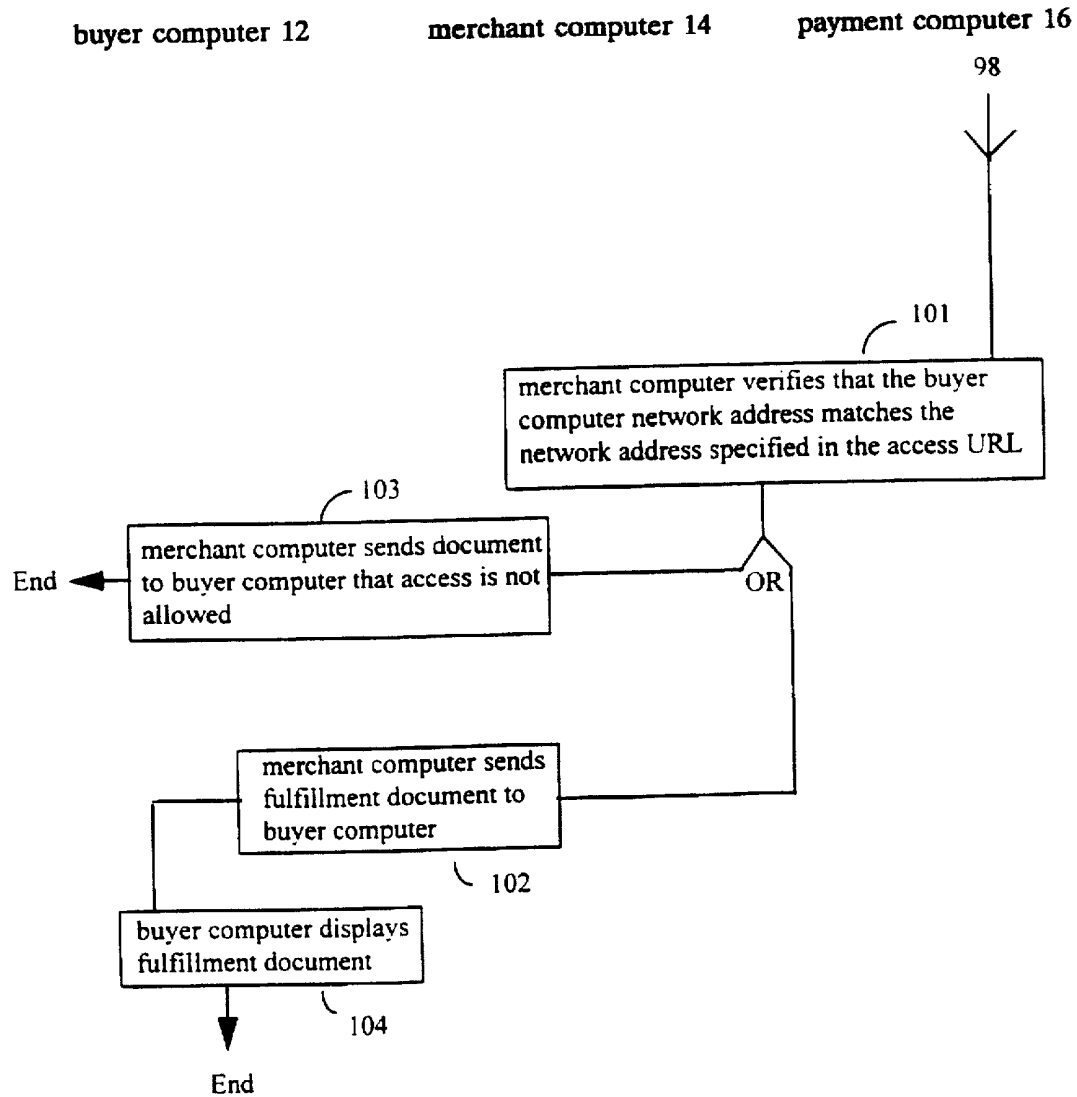 buyer computer 12
merchant computer 14
payment computer 16
98
101
merchant computer verifies that the buyer
computer network address matches the
network address specified in the access URL
103
merchant computer sends document
to buyer computer that access is not
allowed
End
OR
merchant computer sends
fulfillment document to
buyer computer
102
buyer computer displays
fulfillment document
104
End